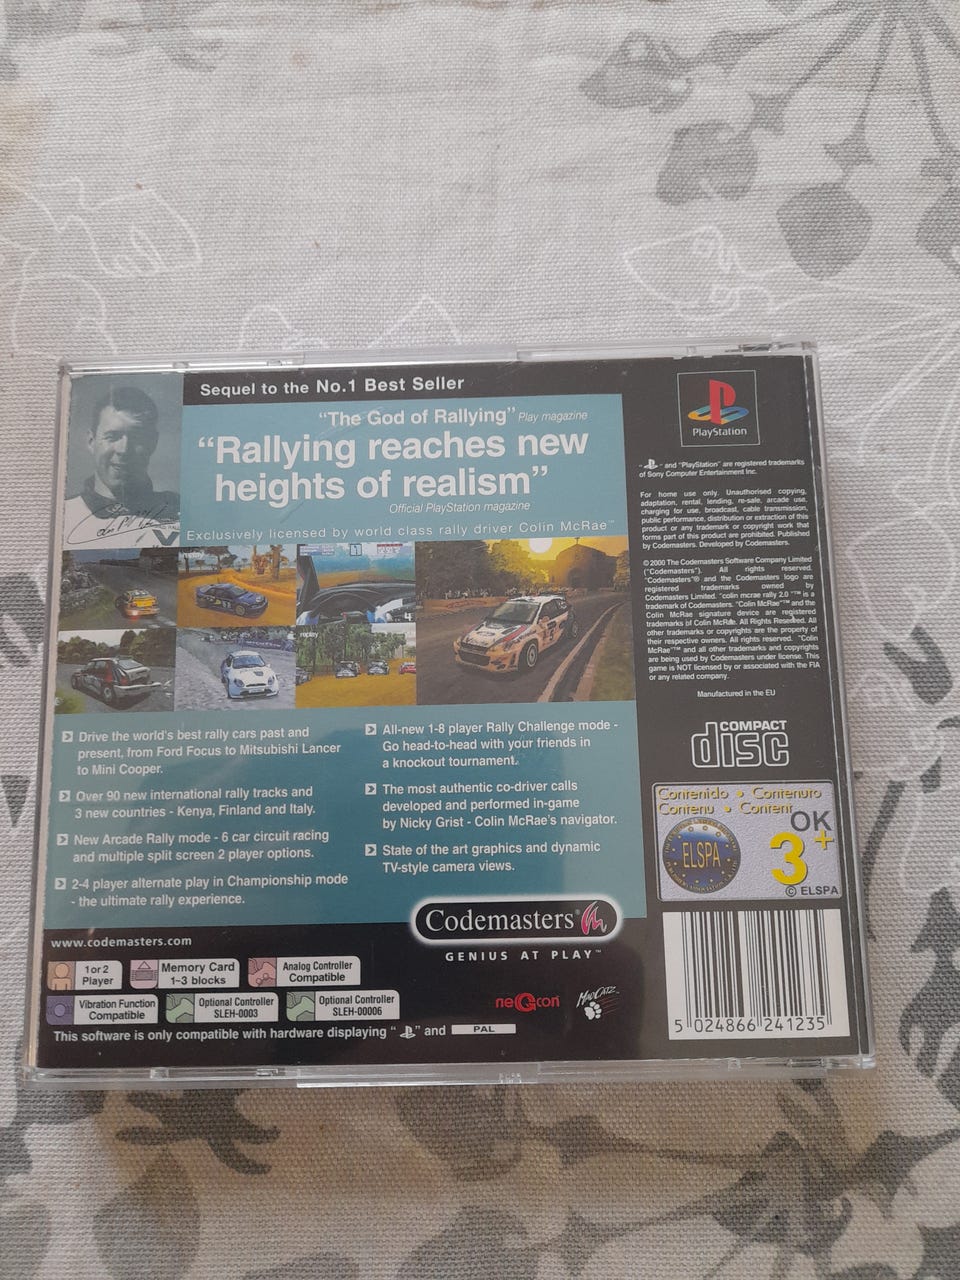 Sequel to the No.1 Best Seller
"The God of Rallying" Play magazine
"Rallying reaches new
heights of realism"
Official PlayStation magazine
Exclusively licensed by world class rally driver Colin McRae™
replay
Drive the world's best rally cars past and
present, from Ford Focus to Mitsubishi Lancer
to Mini Cooper.
Over 90 new international rally tracks and
3 new countries - Kenya, Finland and Italy.
New Arcade Rally mode - 6 car circuit racing
and multiple split screen 2 player options.
2-4 player alternate play in Championship mode
- the ultimate rally experience.
All-new 1-8 player Rally Challenge mode -
Go head-to-head with your friends in
a knockout tournament.
The most authentic co-driver calls
developed and performed in-game
by Nicky Grist - Colin McRae's navigator.
State of the art graphics and dynamic
TV-style camera views.
www.codemasters.com
Codemasters®
GENIUS AT PLAY™
1 or 2
Player
Memory Card
1-3 blocks
Analog Controller
Compatible
Vibration Function
Compatible
Optional Controller
SLEH-0003
Optional Controller
SLEH-00006
neGcon
MadCatz
This software is only compatible with hardware displaying " " and PAL
PlayStation
" " and "PlayStation" are registered trademarks
of Sony Computer Entertainment Inc.
For home use only. Unauthorised copying,
adaptation, rental, lending, re-sale, arcade use,
charging for use, broadcast, cable transmission,
public performance, distribution or extraction of this
product or any trademark or copyright work that
forms part of this product are prohibited. Published
by Codemasters. Developed by Codemasters.
© 2000 The Codemasters Software Company Limited
("Codemasters"). All rights reserved.
"Codemasters"® and the Codemasters logo are
registered trademarks owned by
Codemasters Limited. "colin mcrae rally 2.0"™ is a
trademark of Codemasters. "Colin McRae"™ and the
Colin McRae signature device are registered
trademarks of Colin McRae. All Rights Reserved. All
other trademarks or copyrights are the property of
their respective owners. All rights reserved. "Colin
McRae"™ and all other trademarks and copyrights
are being used by Codemasters under license. This
game is NOT licensed by or associated with the FIA
or any related company.
Manufactured in the EU
COMPACT
disc
Contenido • Contenuto
Contenu • Content
OK
3+
ELSPA
© ELSPA
5 024866 241235